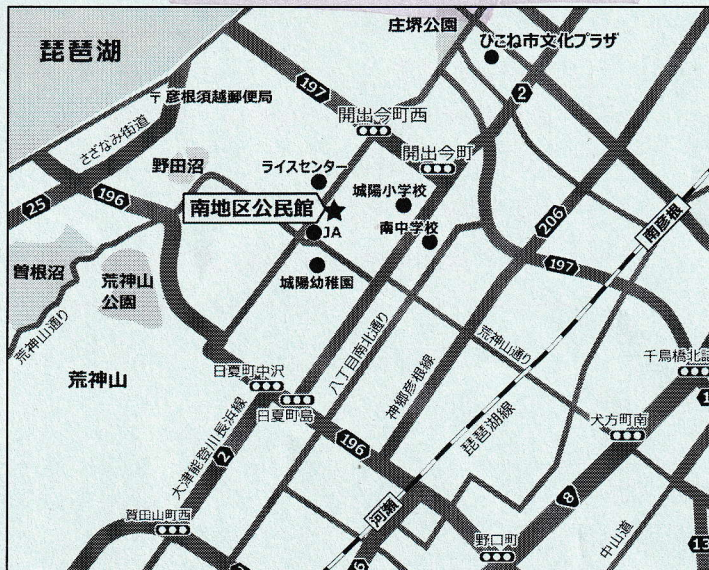 琵琶湖
庄堺公園
ひこね市文化プラザ
〒彦根須越郵便局
197
2
開出今町西
さざなみ街道
開出今町
野田沼
ライスセンター
城陽小学校
25
196
南地区公民館
JA
南中学校
206
南彦根
曽根沼
荒神山
公園
城陽幼稚園
197
荒神山通り
荒神山通り
千鳥橋北詰
荒神山
日夏町中沢
八丁目南北通り
神郷彦根線
日夏町島
琵琶湖線
犬方町南
大津能登川長浜線
2
196
8
賀田山町西
河瀬
野口町
中山道